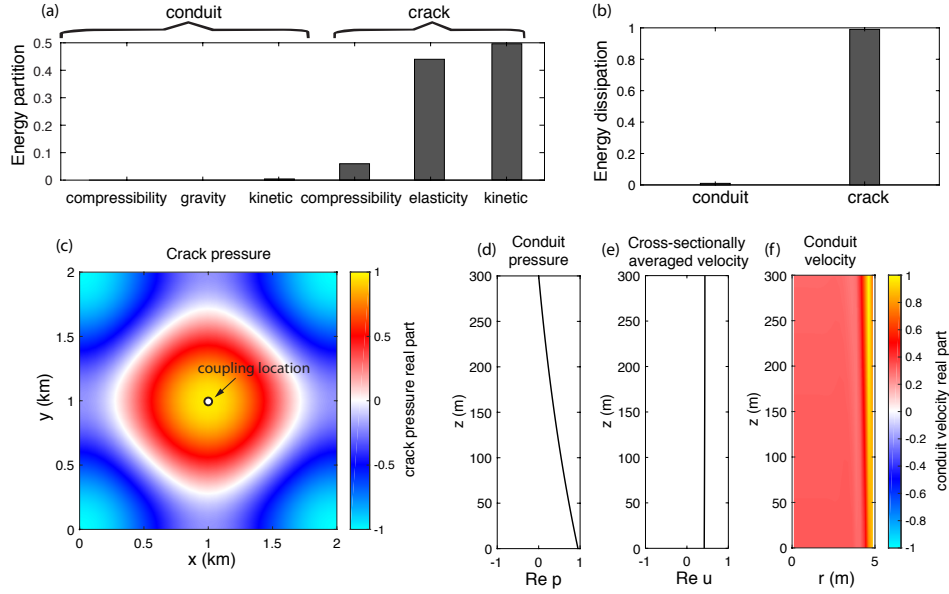 (a)
conduit
crack
Energy partition
0.5
0.4
0.3
0.2
0.1
0
compressibility
gravity
kinetic
compressibility
elasticity
kinetic
(b)
Energy dissipation
1
0.8
0.6
0.4
0.2
0
conduit
crack
(c)
Crack pressure
y (km)
2
1.5
1
0.5
0
coupling location
0
0.5
1
1.5
2
x (km)
1
0.5
0
-0.5
-1
crack pressure real part
(d)
Conduit
pressure
z (m)
300
250
200
150
100
50
0
-1
0
1
Re p
(e)
Cross-sectionally
averaged velocity
z (m)
300
250
200
150
100
50
0
-1
0
1
Re u
(f)
Conduit
velocity
z (m)
300
250
200
150
100
50
0
0
5
r (m)
1
0.8
0.6
0.4
0.2
0
-0.2
-0.4
-0.6
-0.8
-1
conduit velocity real part